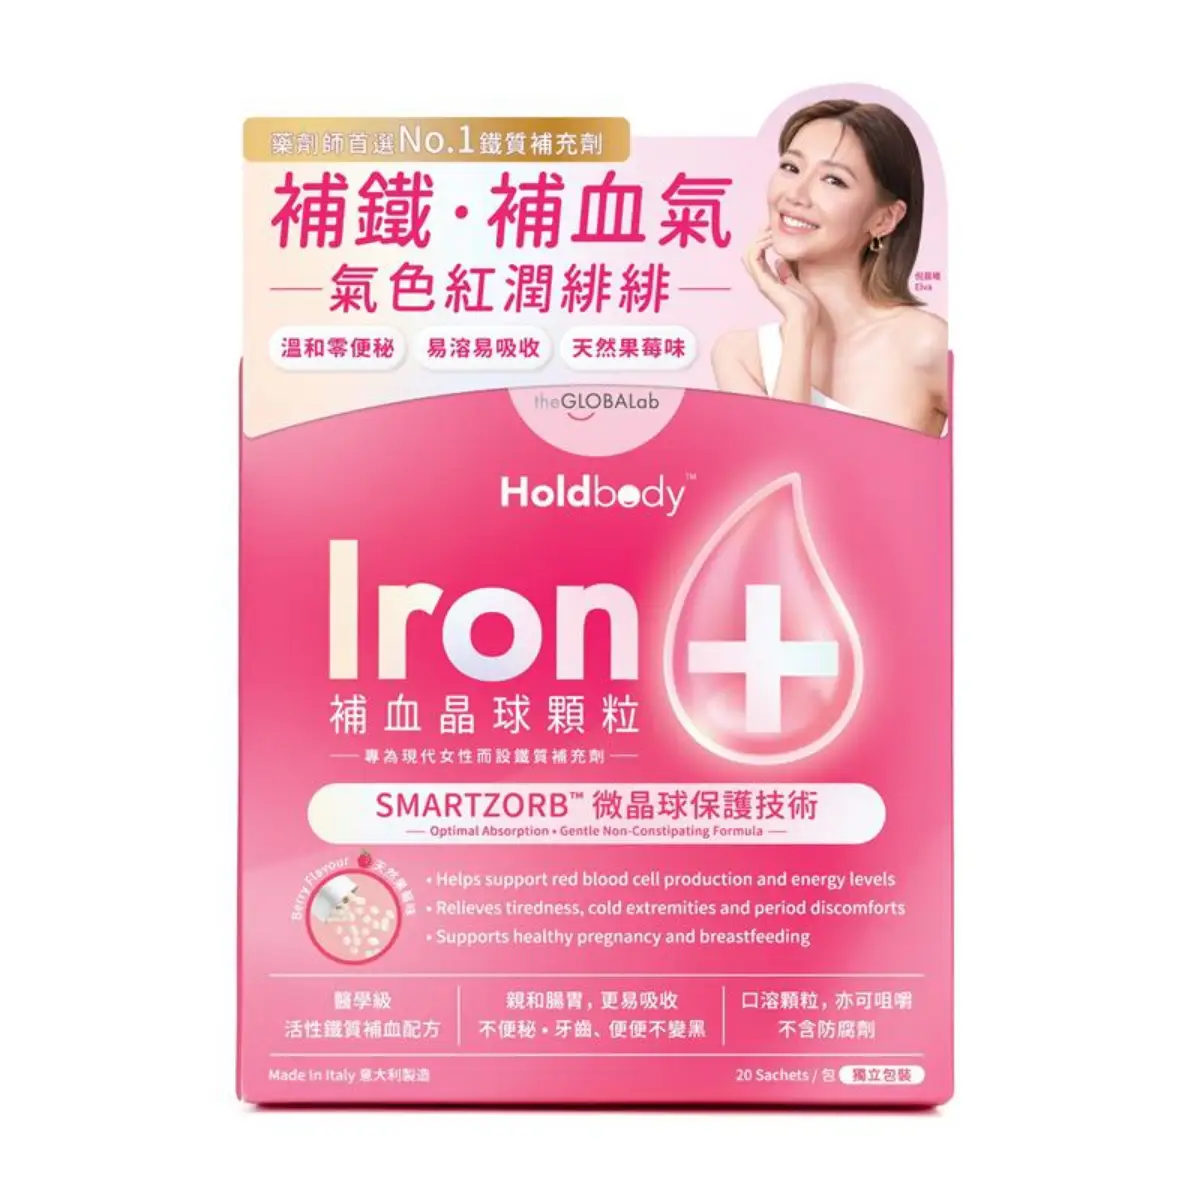 藥劑師首選No.1鐵質補充劑
補鐵·補血氣
氣色紅潤緋緋
溫和零便秘
易溶易吸收
天然果莓味
倪晨曦
Elva
theGLOBALab
Holdbody™
Iron+
補血晶球顆粒
專為現代女性而設鐵質補充劑
SMARTZORB™ 微晶球保護技術
Optimal Absorption • Gentle Non-Constipating Formula
Berry Flavour 天然果莓味
• Helps support red blood cell production and energy levels
• Relieves tiredness, cold extremities and period discomforts
• Supports healthy pregnancy and breastfeeding
醫學級
活性鐵質補血配方
親和腸胃，更易吸收
不便秘·牙齒、便便不變黑
口溶顆粒，亦可咀嚼
不含防腐劑
Made in Italy 意大利製造
20 Sachets / 包 獨立包裝